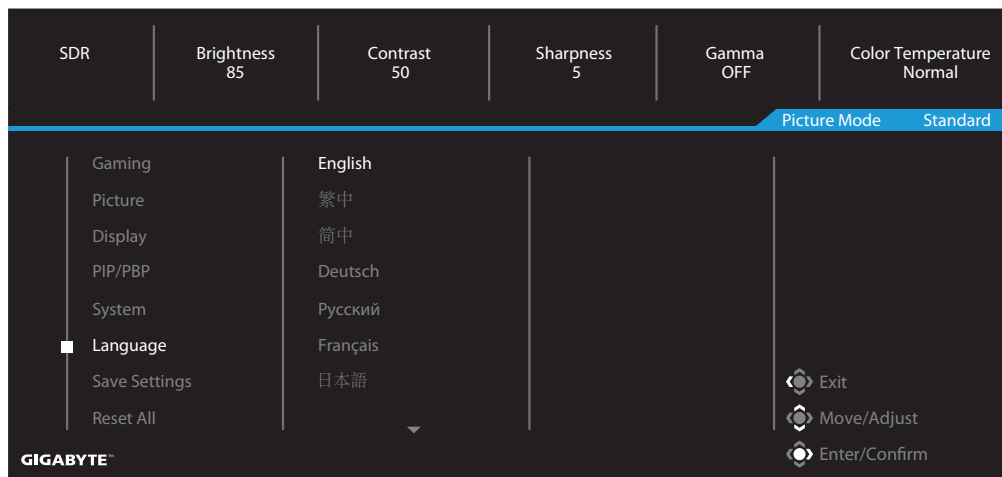 SDR
Brightness
85
Contrast
50
Sharpness
5
Gamma
OFF
Color Temperature
Normal
Picture Mode Standard
Gaming
Picture
Display
PIP/PBP
System
Language
Save Settings
Reset All
English
繁中
简中
Deutsch
Русский
Français
日本語
Exit
Move/Adjust
Enter/Confirm
GIGABYTE™